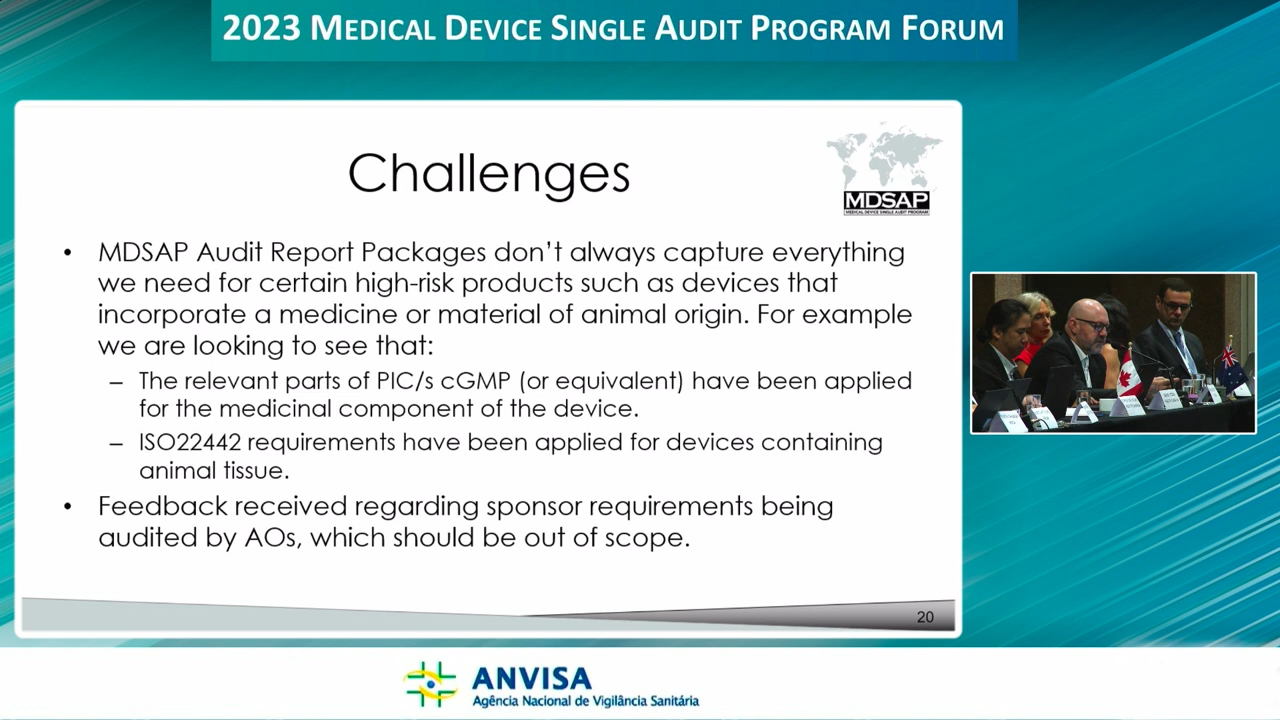 2023 MEDICAL DEVICE SINGLE AUDIT PROGRAM FORUM
Challenges
MDSAP
MEDICAL DEVICE SINGLE AUDIT PROGRAM
• MDSAP Audit Report Packages don’t always capture everything
we need for certain high-risk products such as devices that
incorporate a medicine or material of animal origin. For example
we are looking to see that:
– The relevant parts of PIC/s cGMP (or equivalent) have been applied
for the medicinal component of the device.
– ISO22442 requirements have been applied for devices containing
animal tissue.
• Feedback received regarding sponsor requirements being
audited by AOs, which should be out of scope.
20
ANVISA
Agência Nacional de Vigilância Sanitária